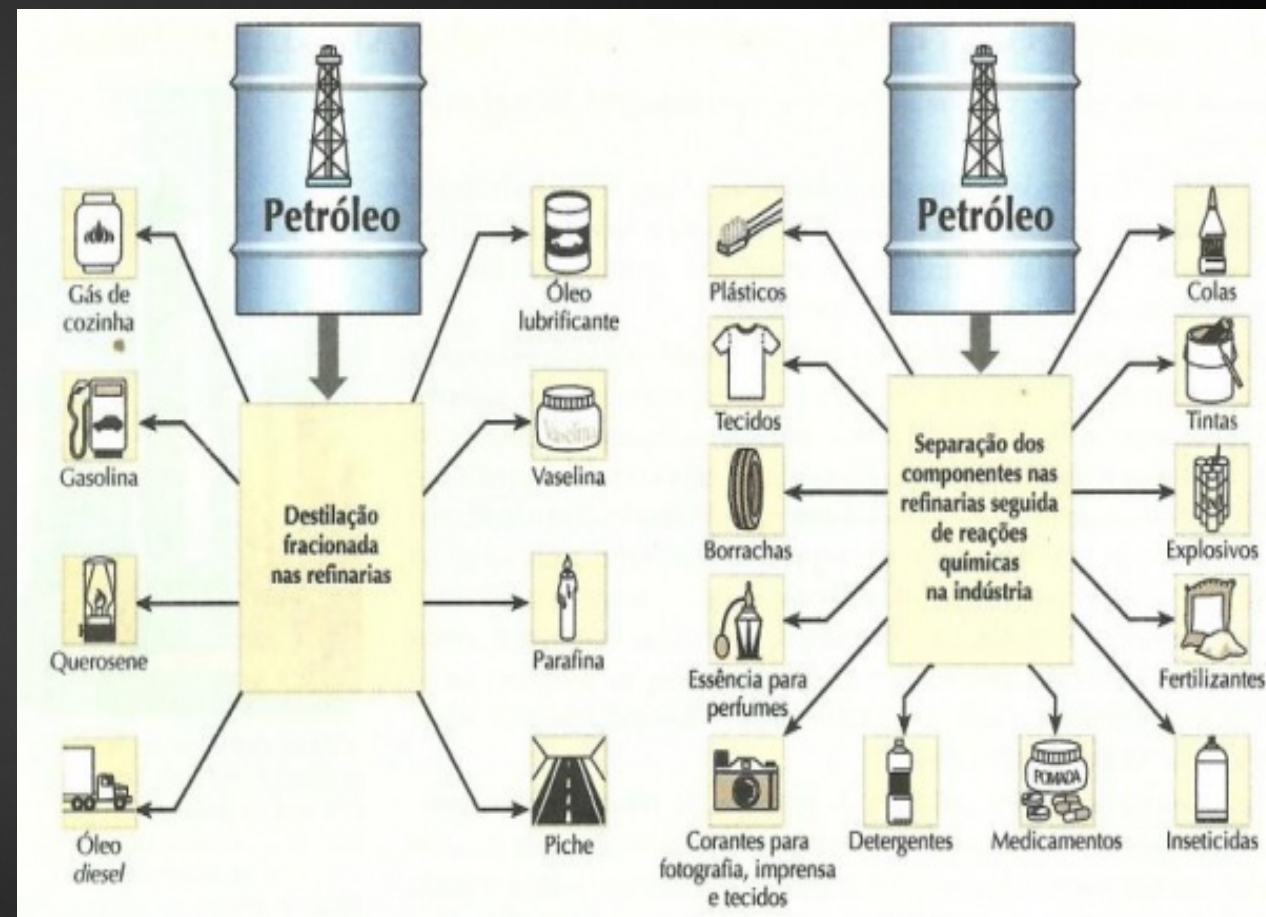 Petróleo
Gás de
cozinha
Gasolina
Querosene
Óleo
diesel
Destilação
fracionada
nas refinarias
Óleo
lubrificante
Vaselina
Parafina
Piche
Petróleo
Plásticos
Tecidos
Borrachas
Essência para
perfumes
Corantes para
fotografia, imprensa
e tecidos
Separação dos
componentes nas
refinarias seguida
de reações
químicas
na indústria
Detergentes
POMADA
Medicamentos
Colas
Tintas
Explosivos
Fertilizantes
Inseticidas